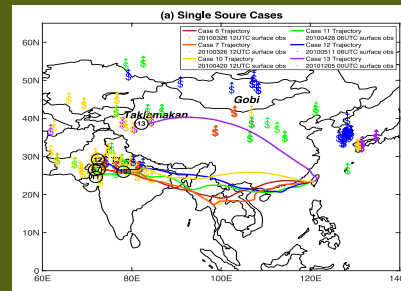 (a) Single Soure Cases
Case 6 Trajectory
20100326 12UTC surface obs
Case 7 Trajectory
20100326 12UTC surface obs
Case 10 Trajectory
20100420 12UTC surface obs
Case 11 Trajectory
20100428 06UTC surface obs
Case 12 Trajectory
20100511 06UTC surface obs
Case 13 Trajectory
20101205 00UTC surface obs
60N
50N
40N
30N
20N
10N
0
Gobi
Taklamakan
13
12
10
60E
80E
100E
120E